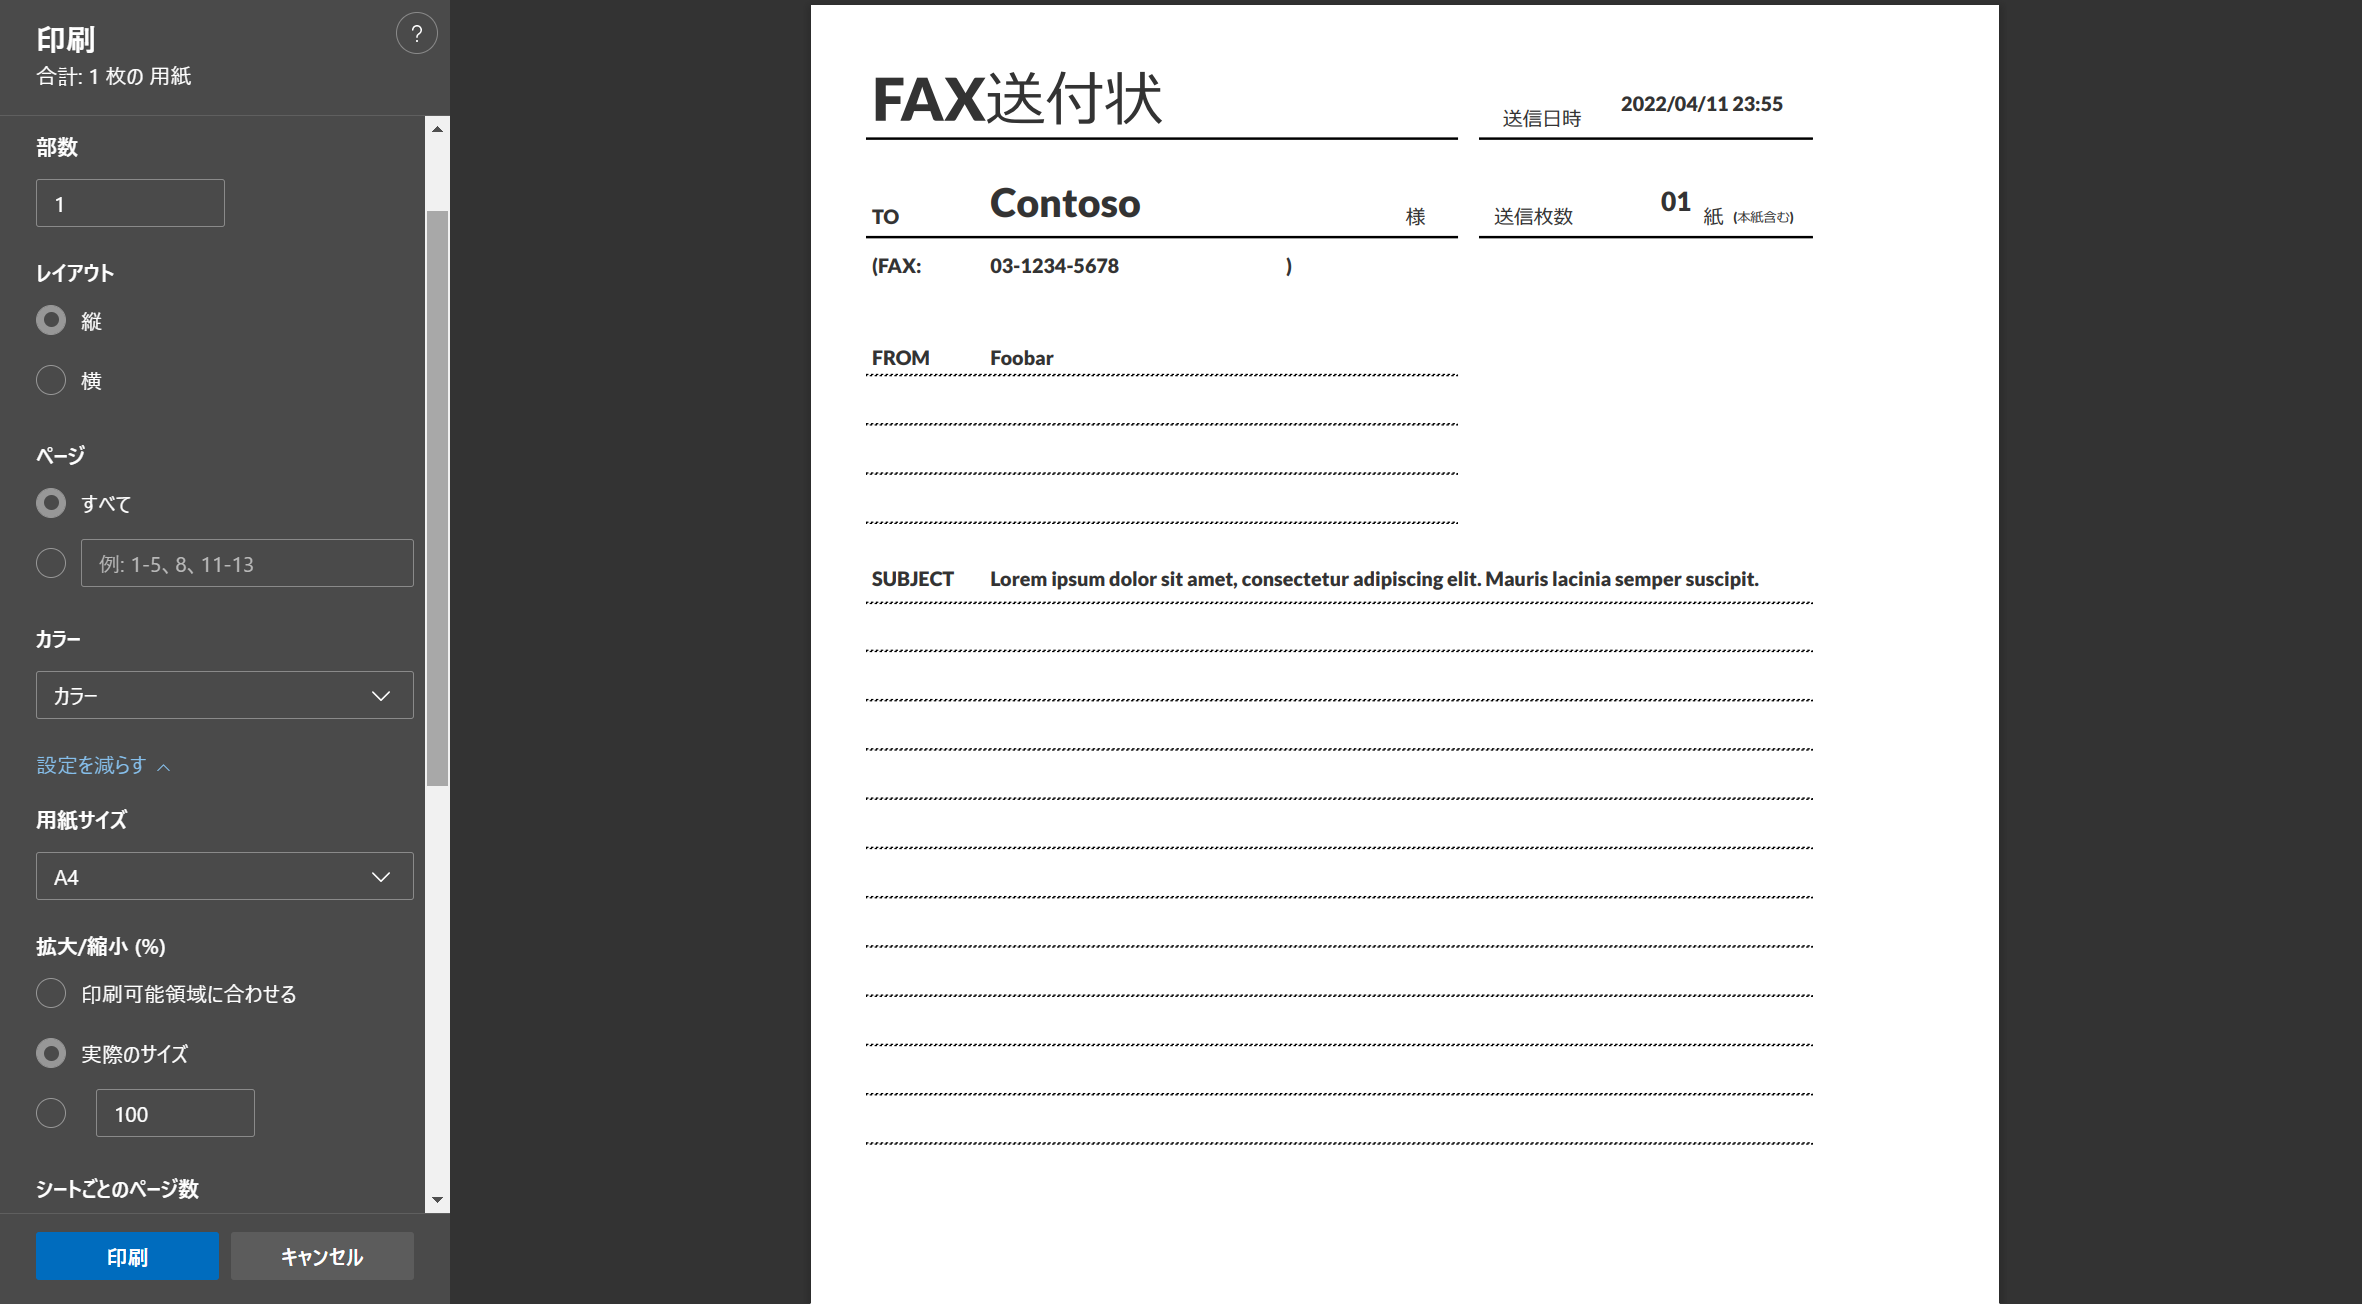 印刷
?
合計: 1 枚の 用紙
部数
1
レイアウト
縦
横
ページ
すべて
例: 1-5、8、11-13
カラー
カラー
設定を減らす
用紙サイズ
A4
拡大/縮小 (%)
印刷可能領域に合わせる
実際のサイズ
100
シートごとのページ数
印刷
キャンセル
FAX送付状
送信日時 2022/04/11 23:55
TO Contoso 様
送信枚数 01 紙 (本紙含む)
(FAX: 03-1234-5678 )
FROM Foobar
SUBJECT Lorem ipsum dolor sit amet, consectetur adipiscing elit. Mauris lacinia semper suscipit.